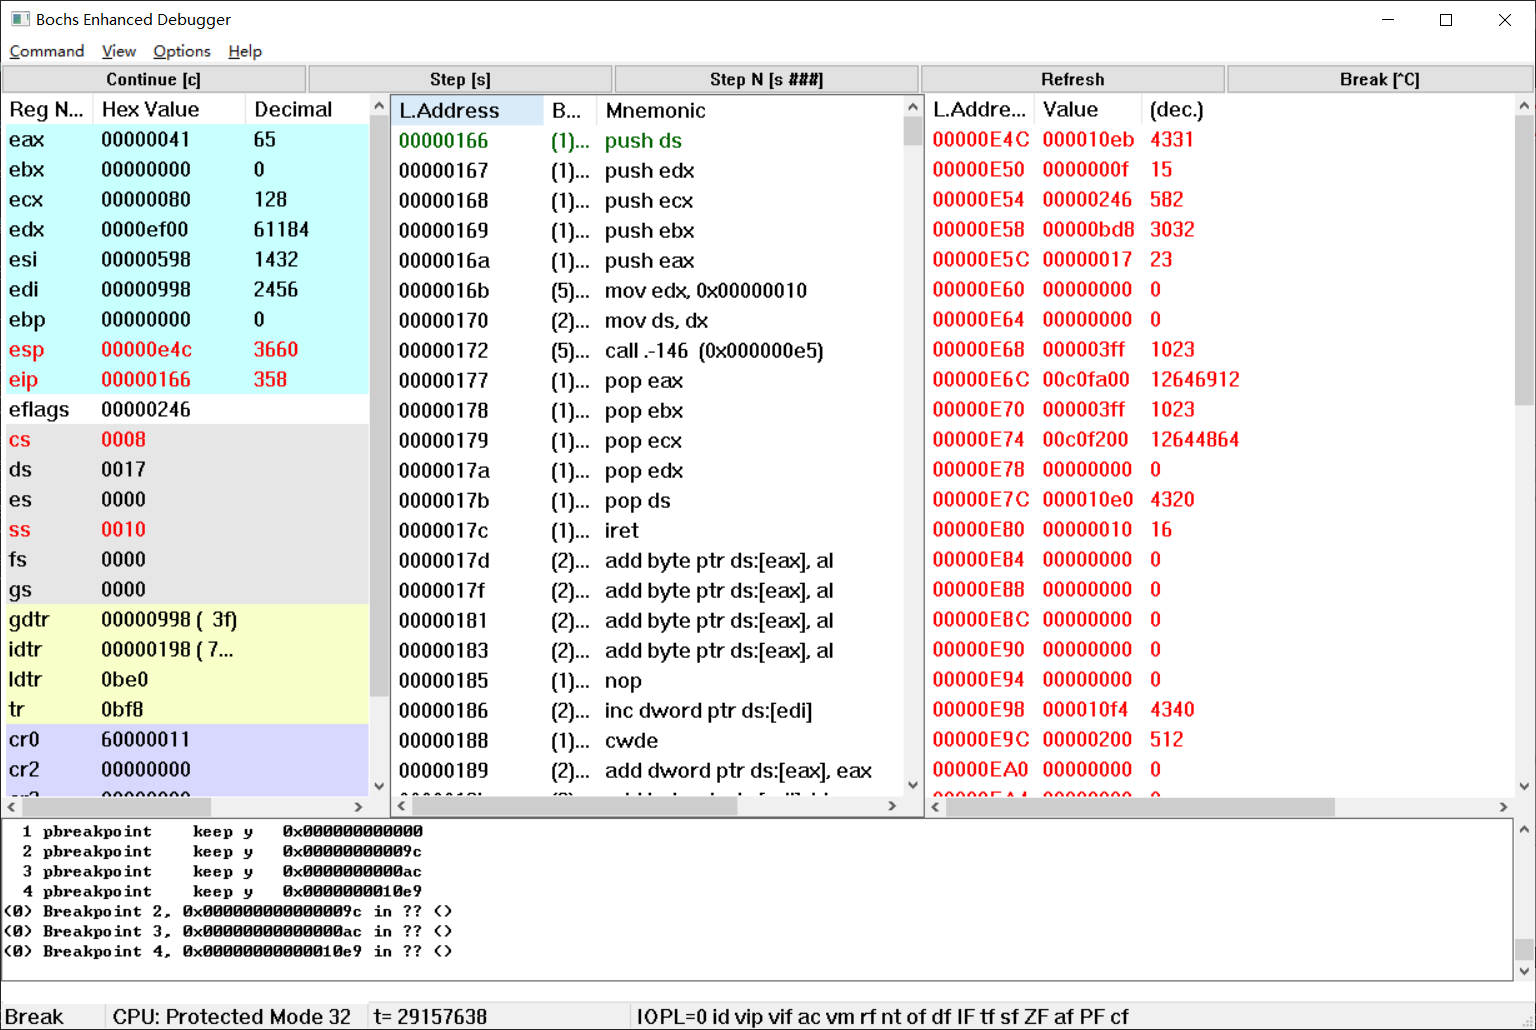 Bochs Enhanced Debugger
Command View Options Help
Continue [c] Step [s] Step N [s ###] Refresh Break [^C]
Reg N... Hex Value Decimal
eax 00000041 65
ebx 00000000 0
ecx 00000080 128
edx 0000ef00 61184
esi 00000598 1432
edi 00000998 2456
ebp 00000000 0
esp 00000e4c 3660
eip 00000166 358
eflags 00000246
cs 0008
ds 0017
es 0000
ss 0010
fs 0000
gs 0000
gdtr 00000998 ( 3f)
idtr 00000198 ( 7...
ldtr 0be0
tr 0bf8
cr0 60000011
cr2 00000000
L.Address B... Mnemonic
00000166 (1)... push ds
00000167 (1)... push edx
00000168 (1)... push ecx
00000169 (1)... push ebx
0000016a (1)... push eax
0000016b (5)... mov edx, 0x00000010
00000170 (2)... mov ds, dx
00000172 (5)... call .-146 (0x000000e5)
00000177 (1)... pop eax
00000178 (1)... pop ebx
00000179 (1)... pop ecx
0000017a (1)... pop edx
0000017b (1)... pop ds
0000017c (1)... iret
0000017d (2)... add byte ptr ds:[eax], al
0000017f (2)... add byte ptr ds:[eax], al
00000181 (2)... add byte ptr ds:[eax], al
00000183 (2)... add byte ptr ds:[eax], al
00000185 (1)... nop
00000186 (2)... inc dword ptr ds:[edi]
00000188 (1)... cwde
00000189 (2)... add dword ptr ds:[eax], eax
L.Addre... Value (dec.)
00000E4C 000010eb 4331
00000E50 0000000f 15
00000E54 00000246 582
00000E58 00000bd8 3032
00000E5C 00000017 23
00000E60 00000000 0
00000E64 00000000 0
00000E68 000003ff 1023
00000E6C 00c0fa00 12646912
00000E70 000003ff 1023
00000E74 00c0f200 12644864
00000E78 00000000 0
00000E7C 000010e0 4320
00000E80 00000010 16
00000E84 00000000 0
00000E88 00000000 0
00000E8C 00000000 0
00000E90 00000000 0
00000E94 00000000 0
00000E98 000010f4 4340
00000E9C 00000200 512
00000EA0 00000000 0
1 pbreakpoint keep y 0x000000000000
2 pbreakpoint keep y 0x00000000009c
3 pbreakpoint keep y 0x0000000000ac
4 pbreakpoint keep y 0x0000000010e9
(0) Breakpoint 2, 0x000000000000009c in ?? ()
(0) Breakpoint 3, 0x00000000000000ac in ?? ()
(0) Breakpoint 4, 0x00000000000010e9 in ?? ()
Break CPU: Protected Mode 32 t= 29157638 IOPL=0 id vip vif ac vm rf nt of df IF tf sf ZF af PF cf